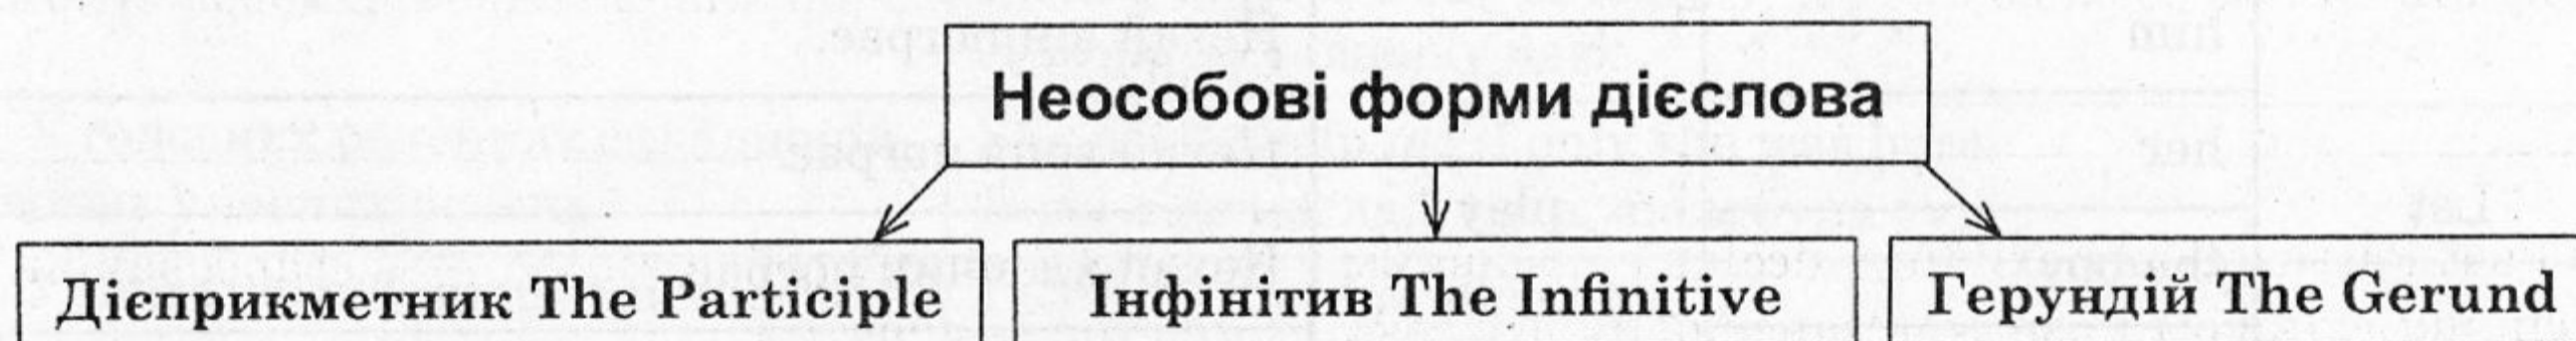 Неособові форми дієслова
Дієприкметник The Participle
Інфінітив The Infinitive
Герундій The Gerund